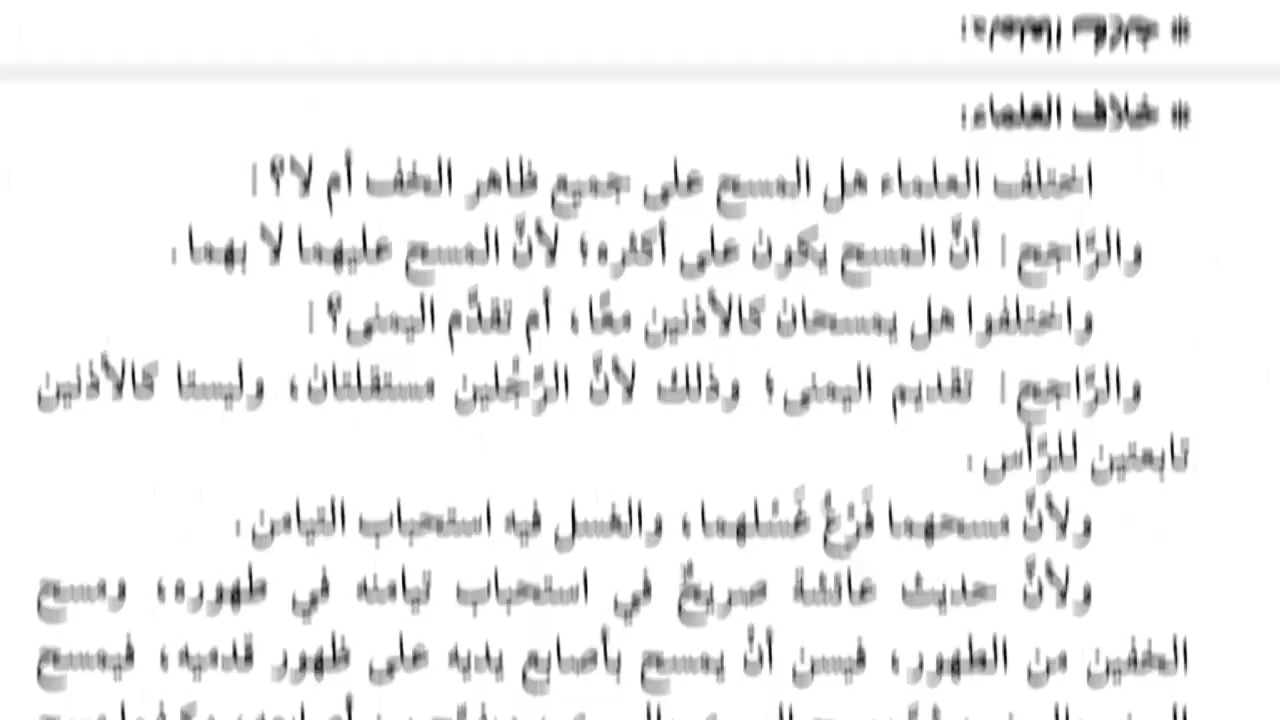 * خلاف العلماء:
اختلف العلماء هل المسح على جميع ظاهر الخف أم لا؟:
والرَّاجح: أنَّ المسح يكون على أكثره؛ لأنَّ المسح عليهما لا بهما.
واختلفوا هل يمسحان كالأذنين معًا، أم تقدَّم اليمنى؟:
والرَّاجح: تقديم اليمنى؛ وذلك لأنَّ الرِّجْلين مستقلتان، وليستا كالأذنين
تابعتين للرَّأس.
ولأنَّ مسحهما فَرْعُ غَسْلهما، والغسل فيه استحباب التيامن.
ولأنَّ حديث عائشة صريحٌ في استحباب تيامنه في طهوره، ومسح
الخفين من الطهور، فيسن أنْ يمسح بأصابع يديه على ظهور قدميه، فيمسح